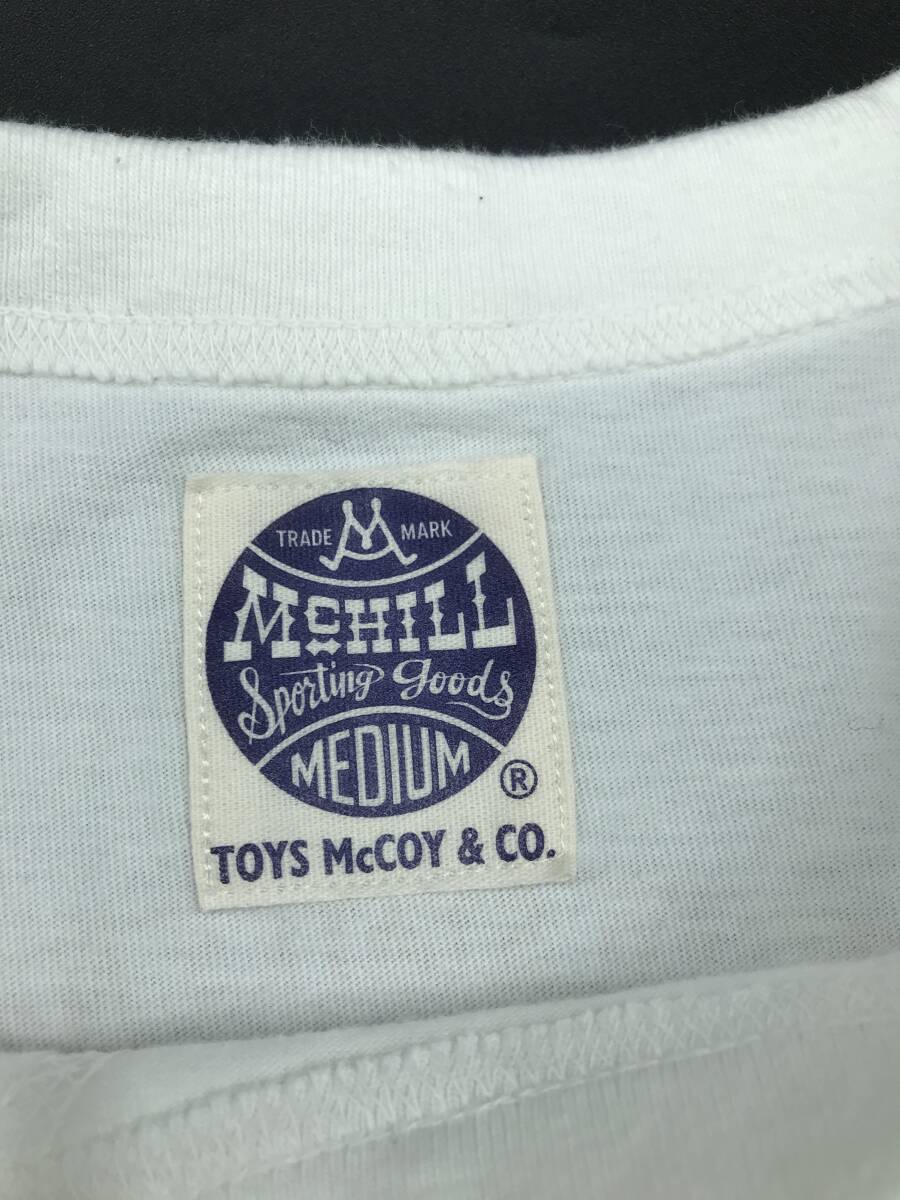 TRADE M MARK
McHILL
Sporting goods
MEDIUM ®
TOYS McCOY & CO.